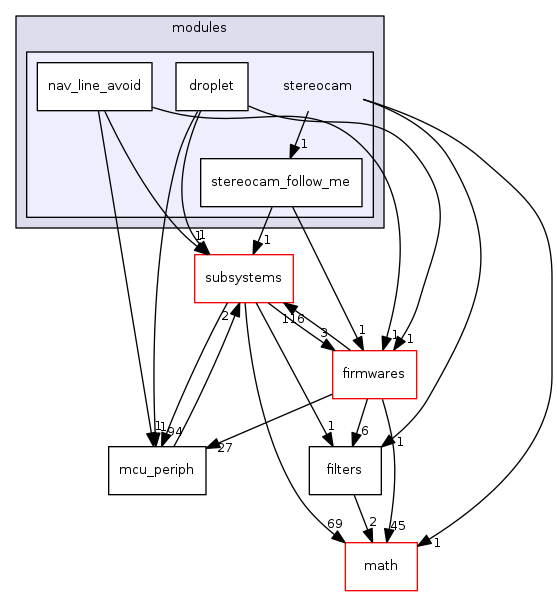 modules
nav_line_avoid
droplet
stereocam
1
stereocam_follow_me
1
1
1
subsystems
2
116
3
1
1
1
firmwares
1
194
27
1
6
1
mcu_periph
filters
69
2
45
1
math